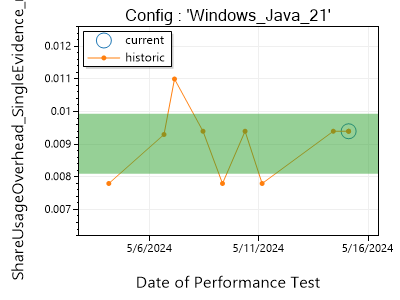 Config : 'Windows_Java_21'
current
historic
0.012
0.011
0.01
0.009
0.008
0.007
ShareUsageOverhead_SingleEvidence_
5/6/2024
5/11/2024
5/16/2024
Date of Performance Test